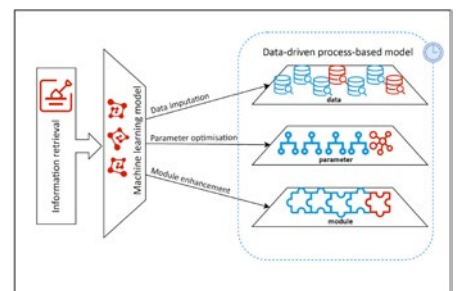 Information retrieval
Machine learning model
Data imputation
Parameter optimisation
Module enhancement
Data-driven process-based model
data
parameter
module